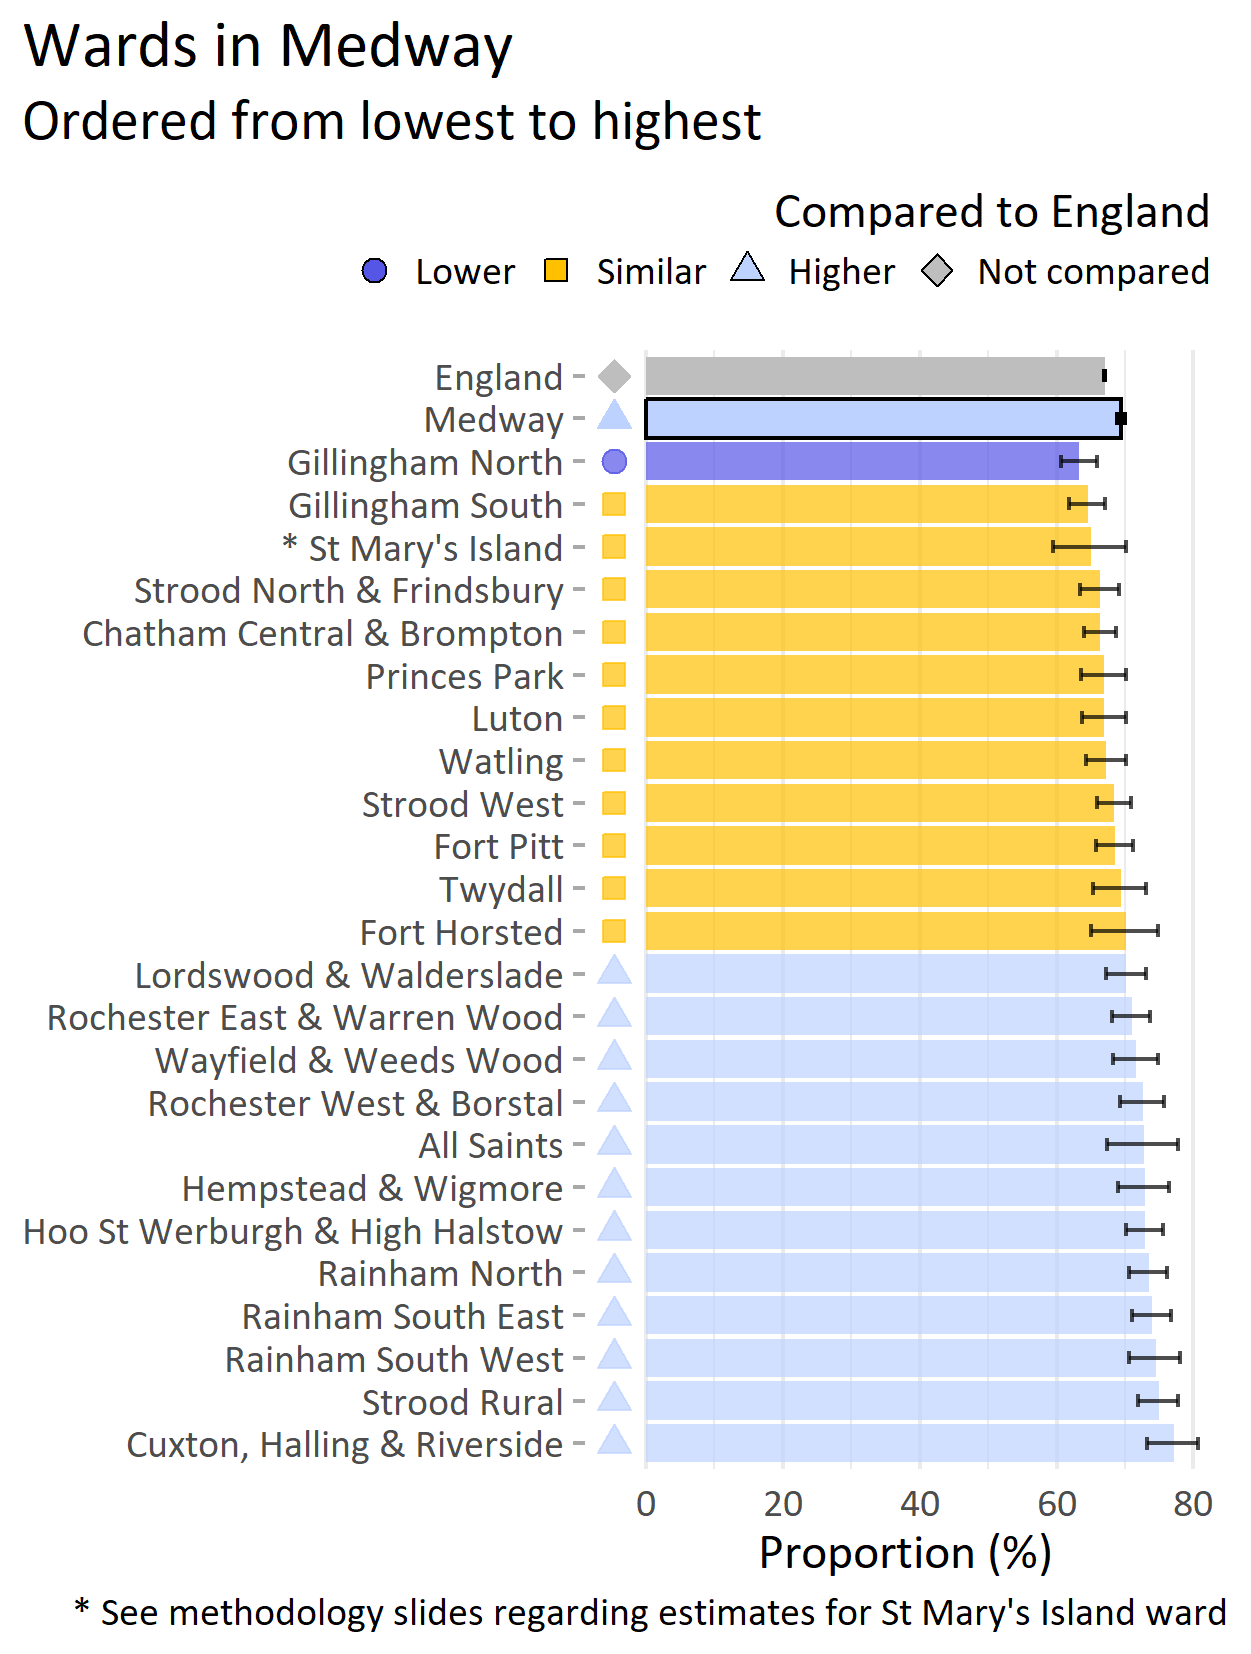 Wards in Medway
Ordered from lowest to highest
Compared to England
Lower Similar Higher Not compared
England
Medway
Gillingham North
Gillingham South
* St Mary's Island
Strood North & Frindsbury
Chatham Central & Brompton
Princes Park
Luton
Watling
Strood West
Fort Pitt
Twydall
Fort Horsted
Lordswood & Walderslade
Rochester East & Warren Wood
Wayfield & Weeds Wood
Rochester West & Borstal
All Saints
Hempstead & Wigmore
Hoo St Werburgh & High Halstow
Rainham North
Rainham South East
Rainham South West
Strood Rural
Cuxton, Halling & Riverside
0 20 40 60 80
Proportion (%)
* See methodology slides regarding estimates for St Mary's Island ward